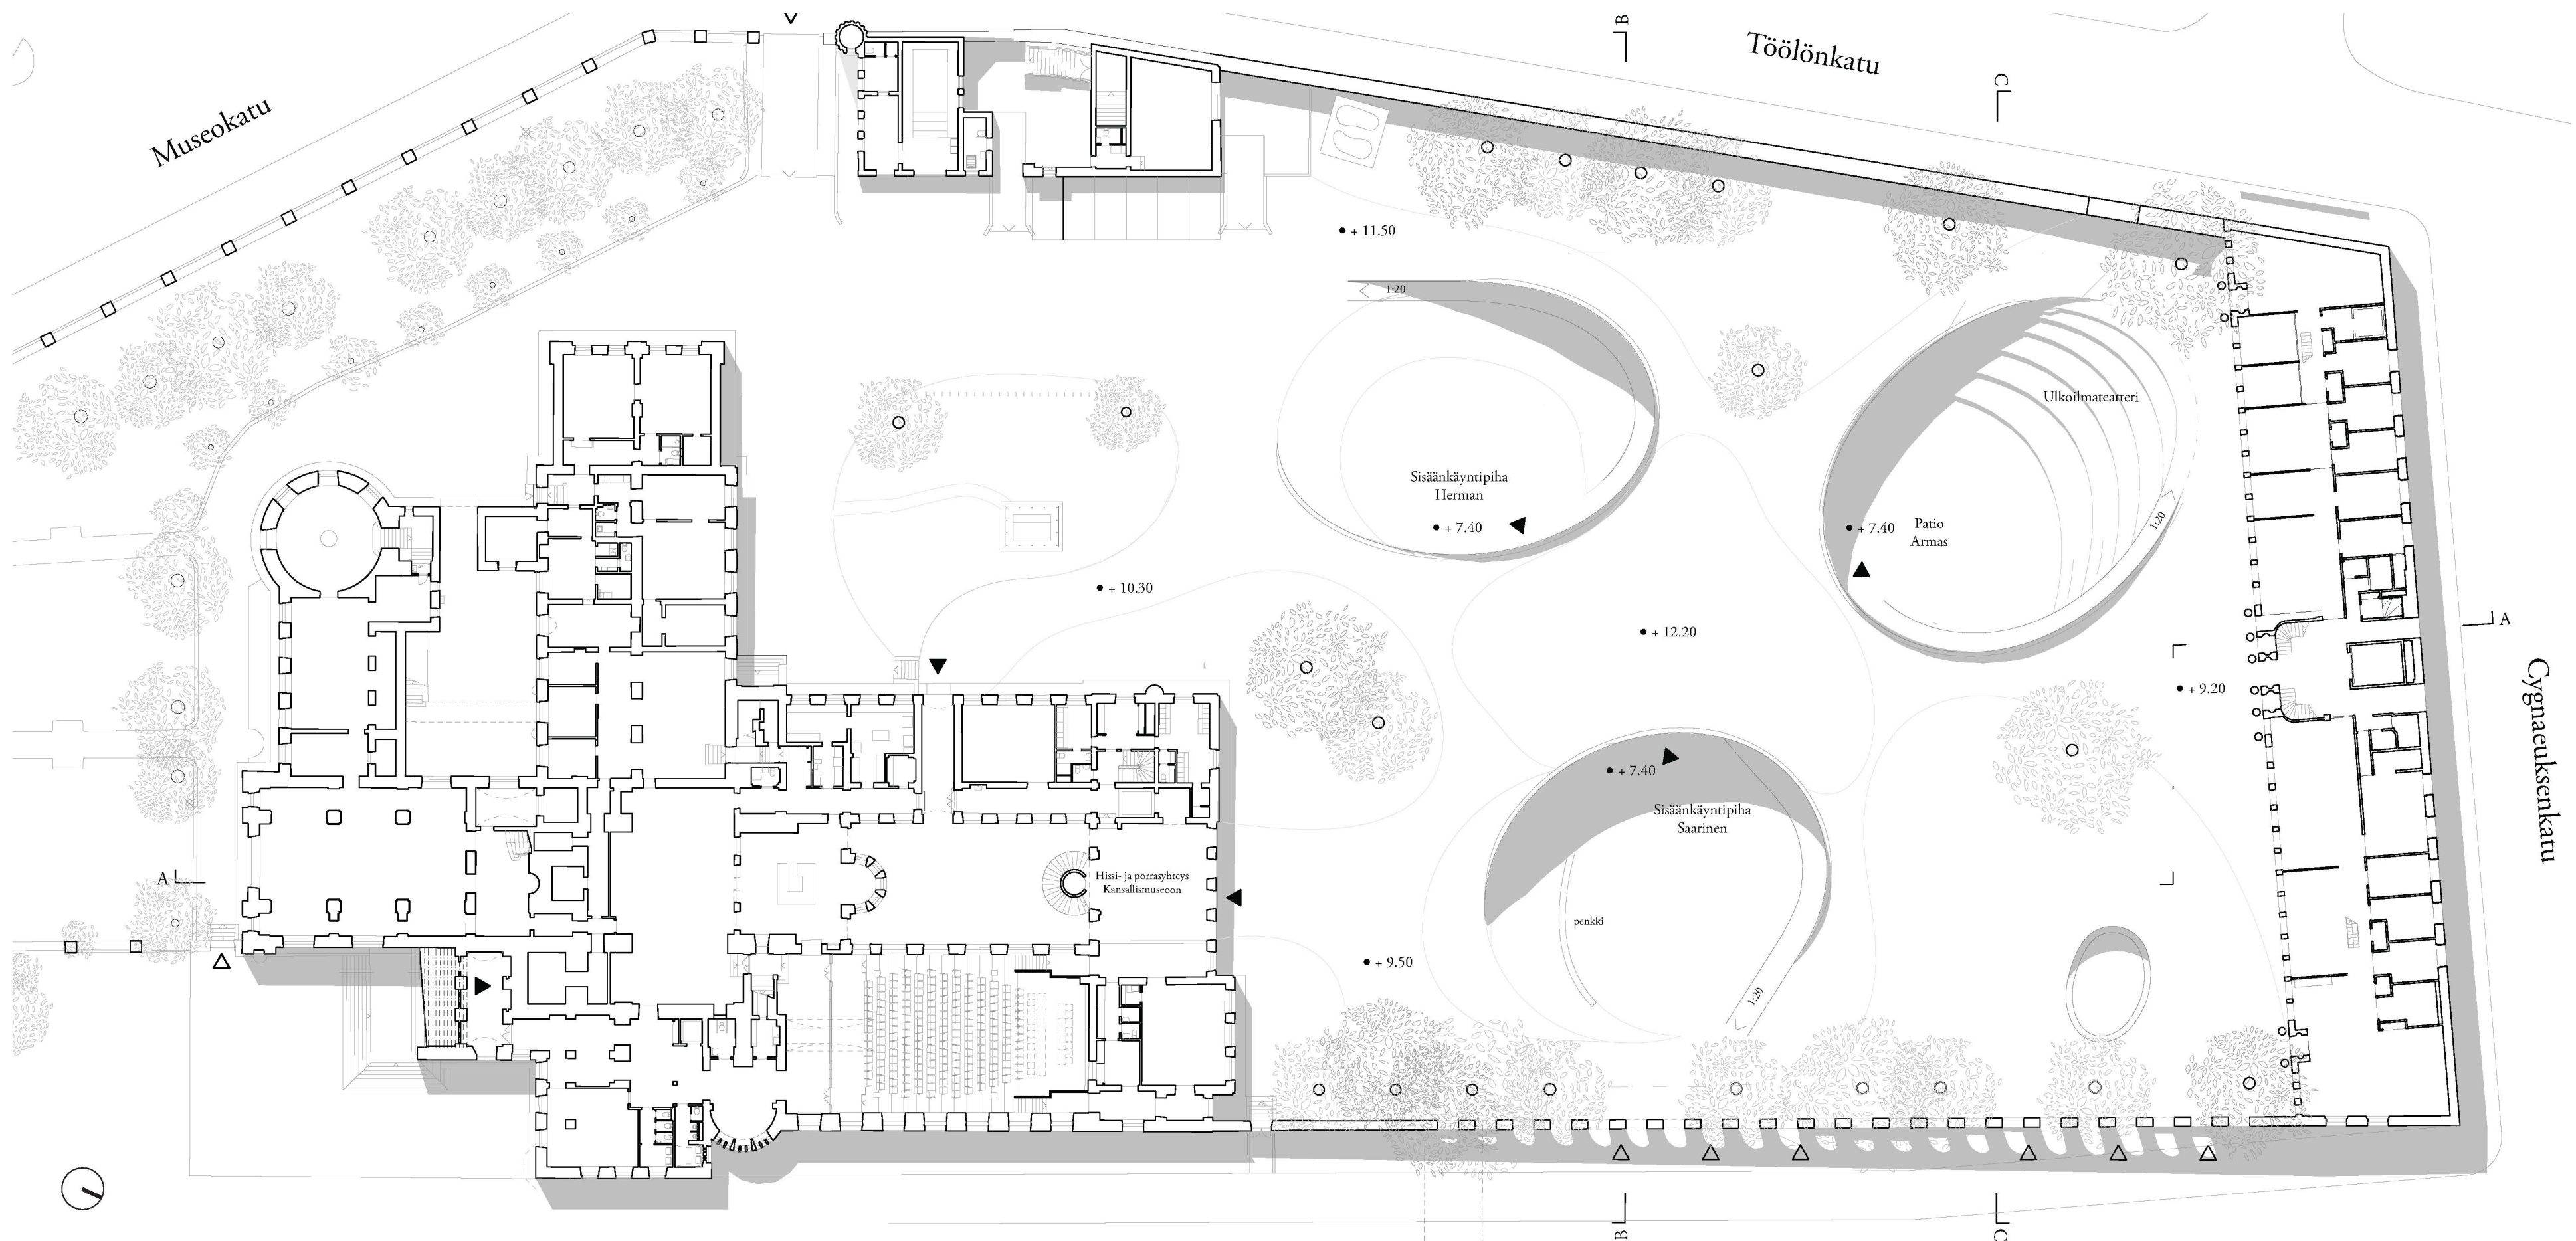 B
Töölönkatu
C
Museokatu
+ 11.50
1:20
Ulkoilmateatteri
Sisäänkäyntipiha
Herman
+ 7.40
+ 7.40
Patio
Armas
1:20
+ 10.30
+ 12.20
A
+ 9.20
Cygnaeuksenkatu
+ 7.40
Sisäänkäyntipiha
Saarinen
A
Hissi- ja porrasyhteys
Kansallismuseoon
penkki
+ 9.50
1:20
B
C